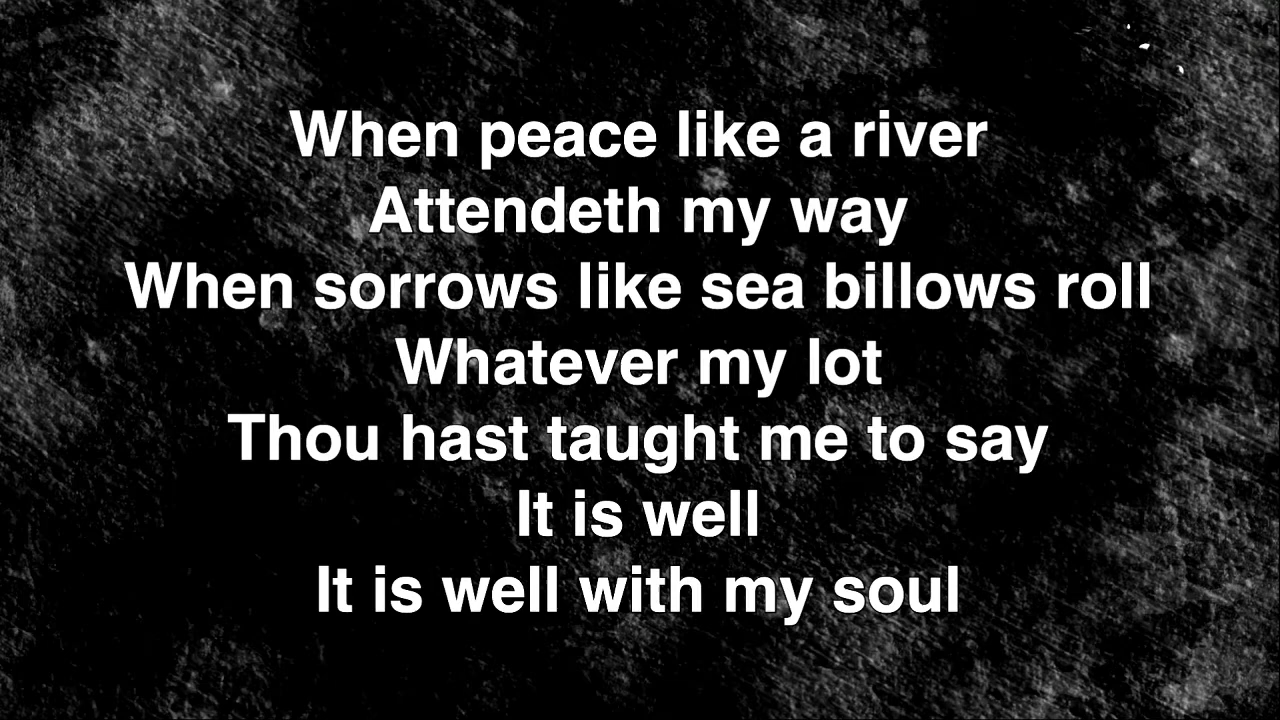 When peace like a river
Attendeth my way
When sorrows like sea billows roll
Whatever my lot
Thou hast taught me to say
It is well
It is well with my soul